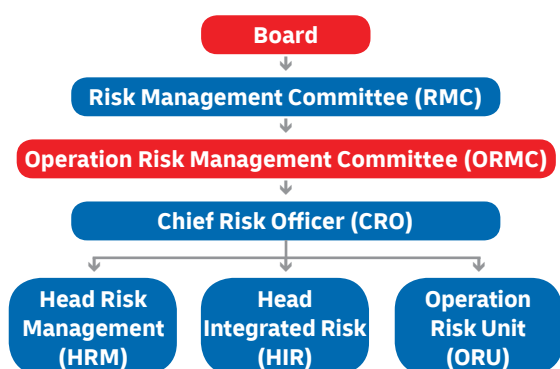 Board
Risk Management Committee (RMC)
Operation Risk Management Committee (ORMC)
Chief Risk Officer (CRO)
Head Risk
Management
(HRM)
Head
Integrated Risk
(HIR)
Operation
Risk Unit
(ORU)